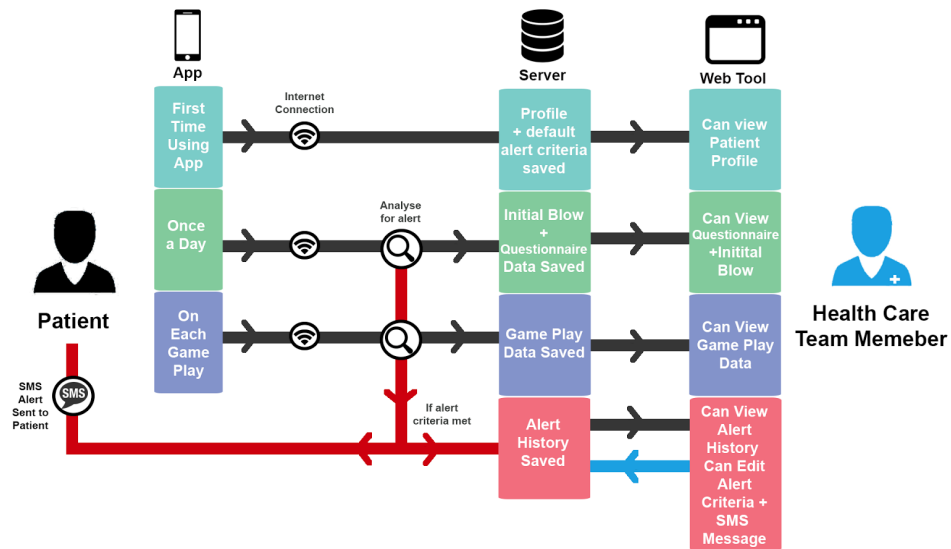 App
Server
Web Tool
Internet
Connection
First
Time
Using
App
Profile
+ default
alert criteria
saved
Can view
Patient
Profile
Once
a Day
Analyse
for alert
Initial Blow
+
Questionnaire
Data Saved
Can View
Questionnaire
+Initital
Blow
Patient
On
Each
Game
Play
Game Play
Data Saved
Can View
Game Play
Data
Health Care
Team Memeber
SMS
Alert
Sent to
Patient
SMS
If alert
criteria met
Alert
History
Saved
Can View
Alert
History
Can Edit
Alert
Criteria +
SMS
Message